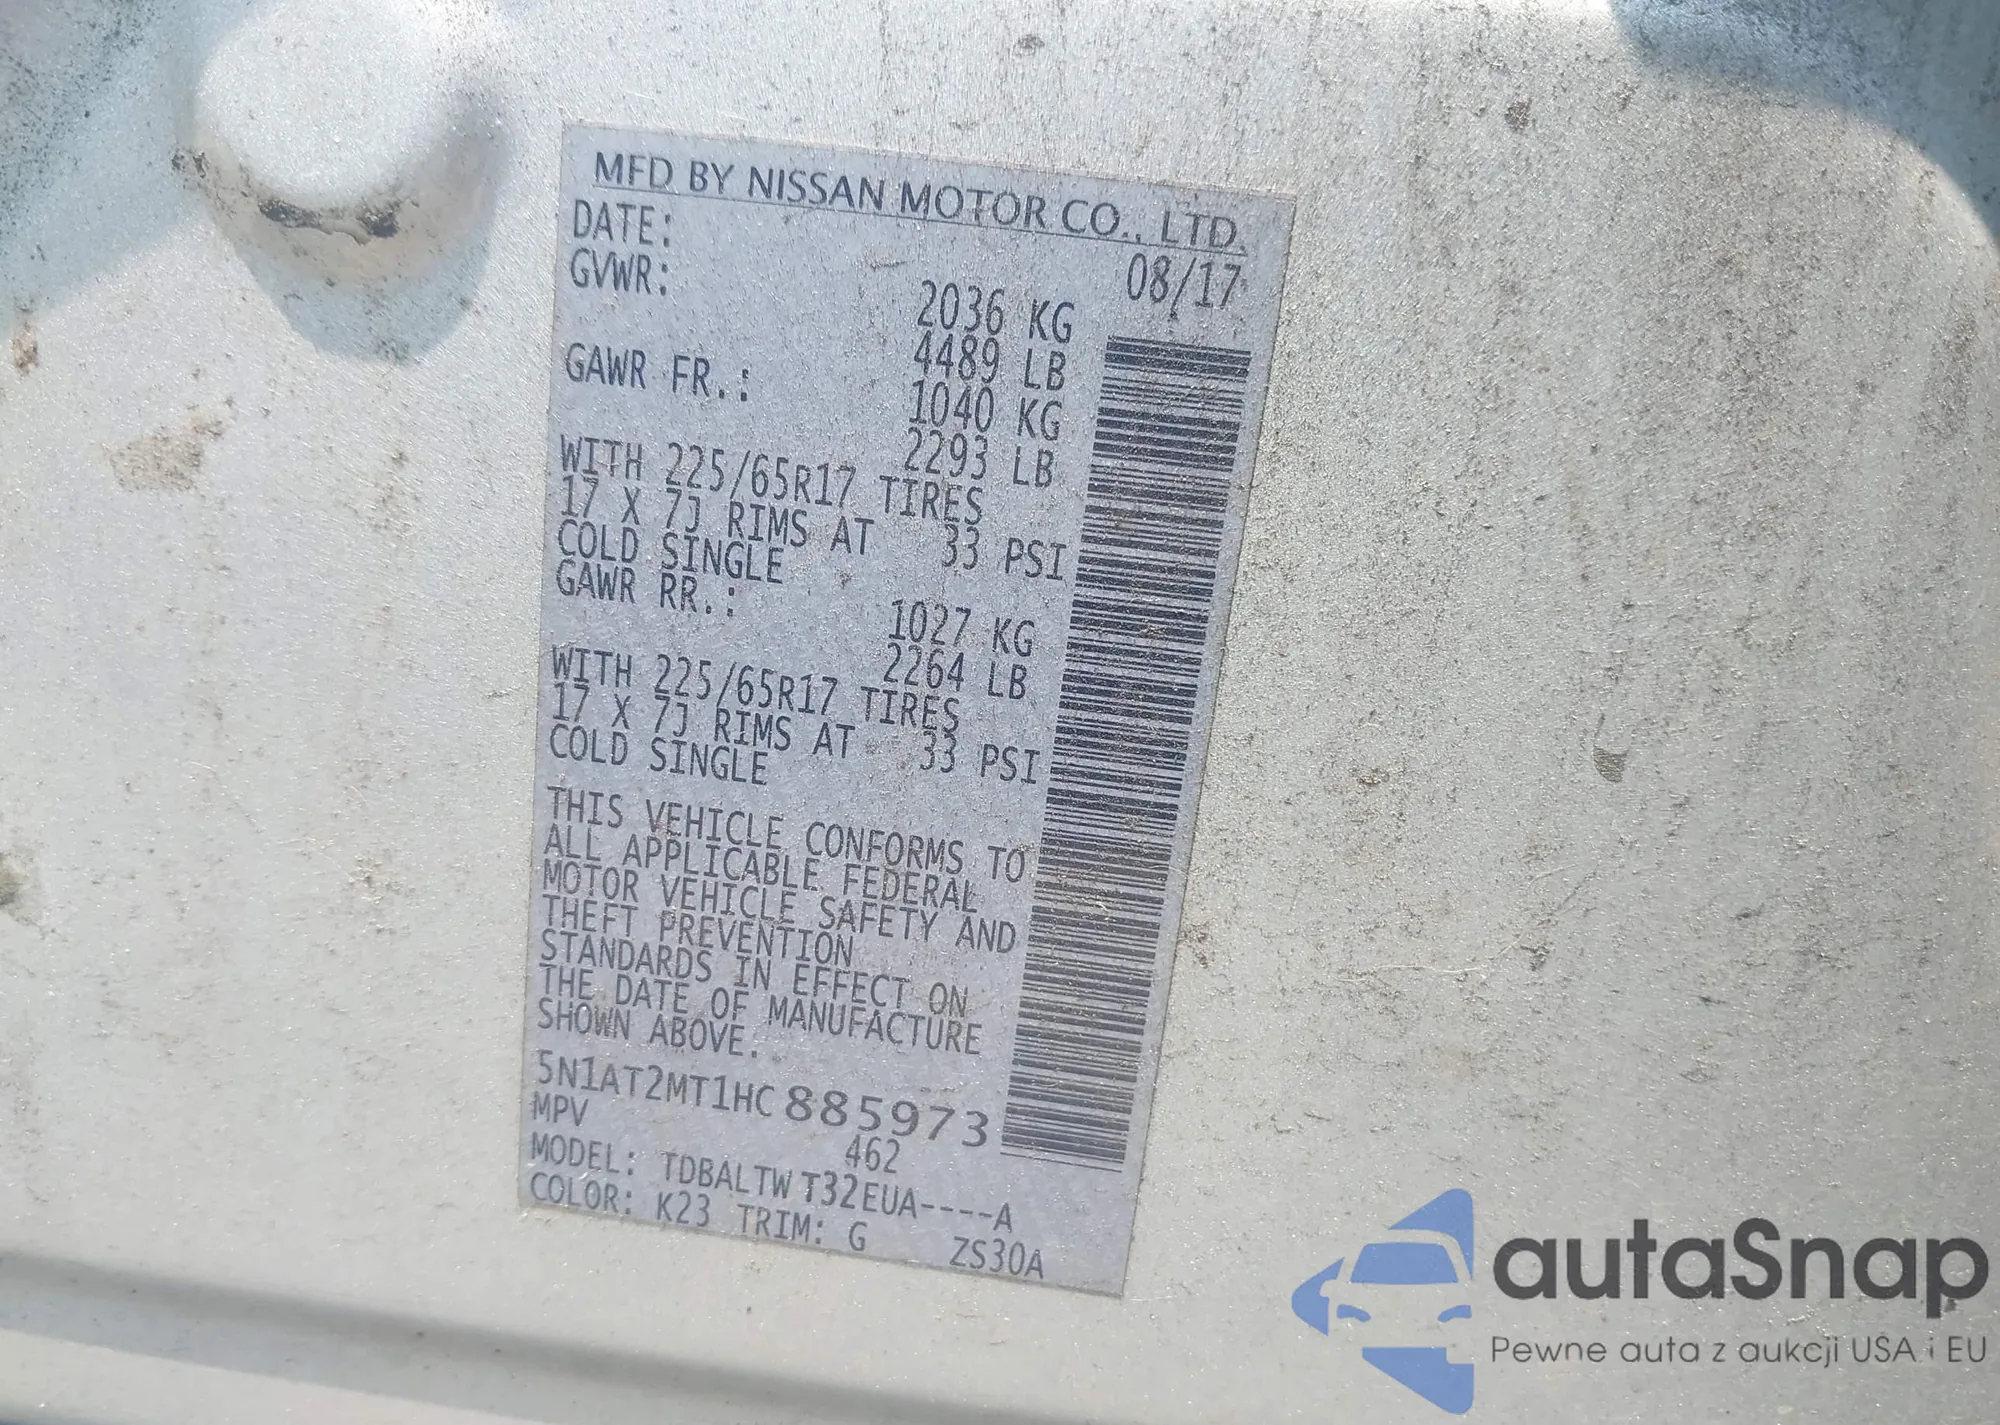 MFD BY NISSAN MOTOR CO., LTD.
DATE: 08/17
GVWR: 2036 KG
4489 LB
GAWR FR.: 1040 KG
2293 LB
WITH 225/65R17 TIRES
17 X 7J RIMS AT 33 PSI
COLD SINGLE
GAWR RR.: 1027 KG
2264 LB
WITH 225/65R17 TIRES
17 X 7J RIMS AT 33 PSI
COLD SINGLE
THIS VEHICLE CONFORMS TO
ALL APPLICABLE FEDERAL
MOTOR VEHICLE SAFETY AND
THEFT PREVENTION
STANDARDS IN EFFECT ON
THE DATE OF MANUFACTURE
SHOWN ABOVE.
5N1AT2MT1HC885973
MPV 462
MODEL: TDBALTWT32EUA----A
COLOR: K23 TRIM: G ZS30A
autaSnap
Pewne auta z aukcji USA i EU